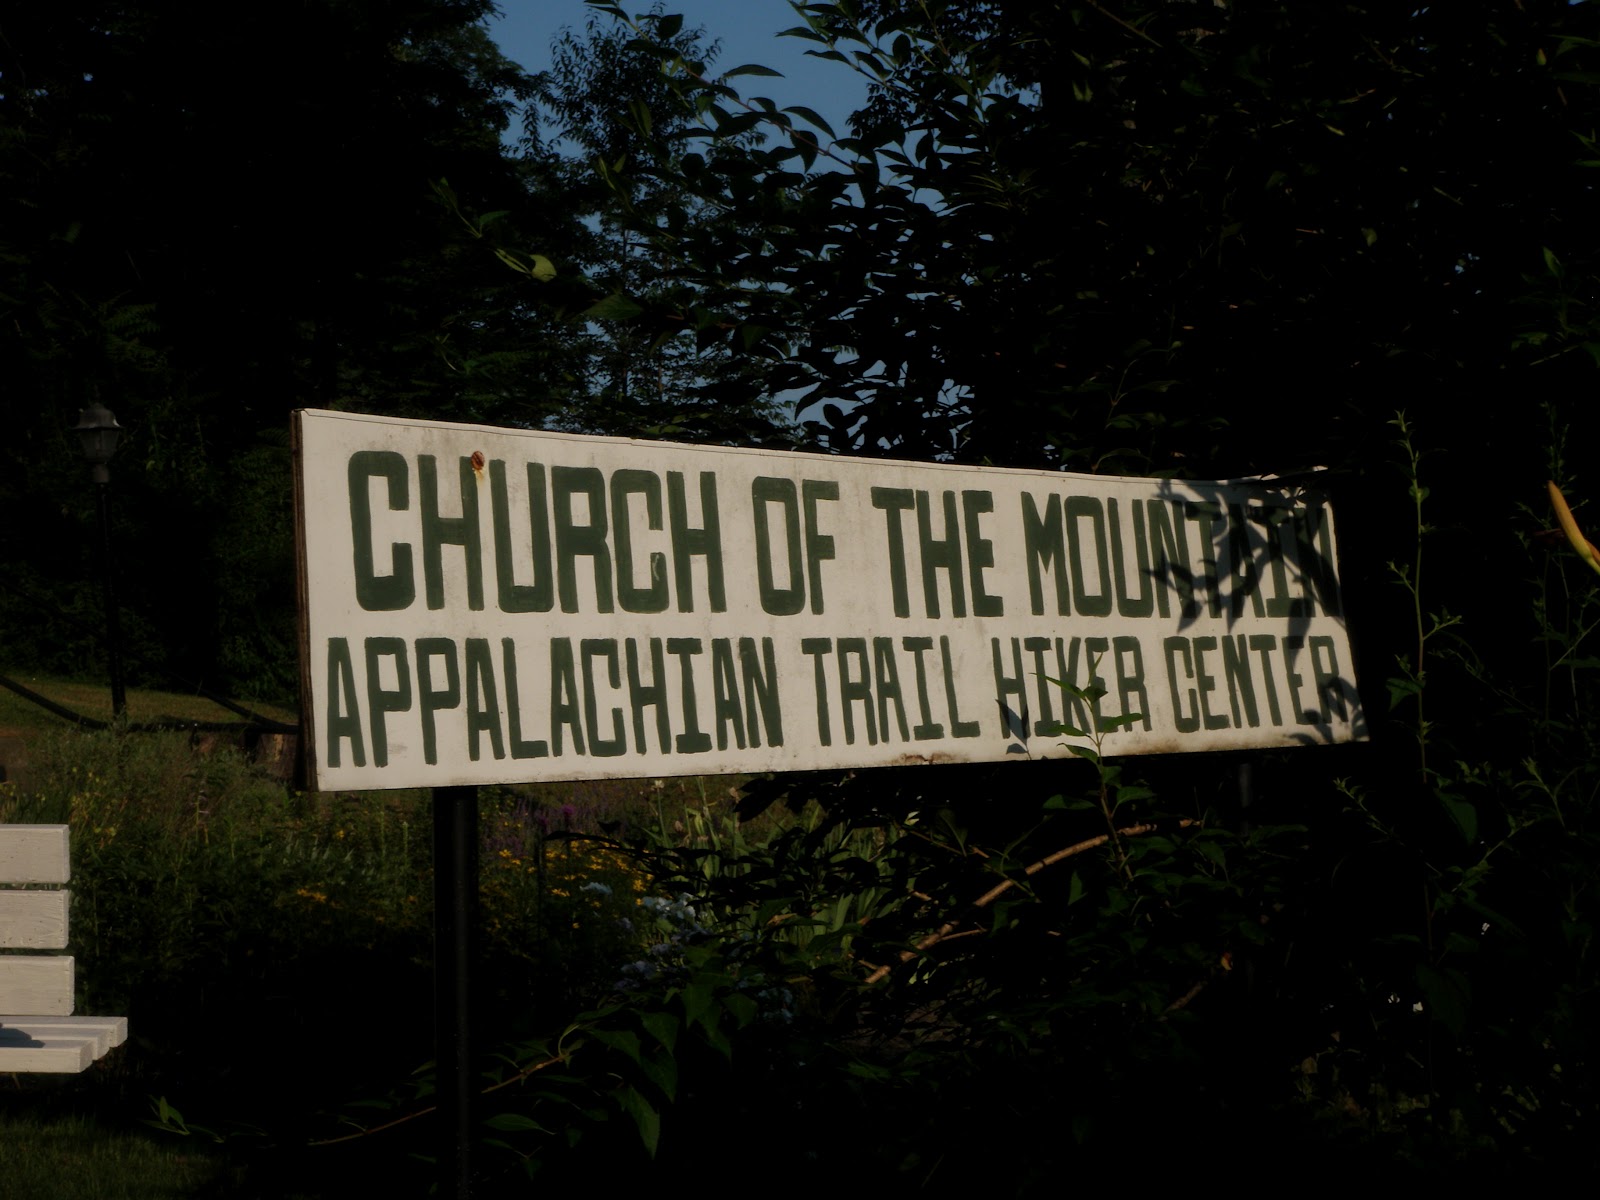 CHURCH OF THE MOUNTAIN
APPALACHIAN TRAIL HIKER CENTER